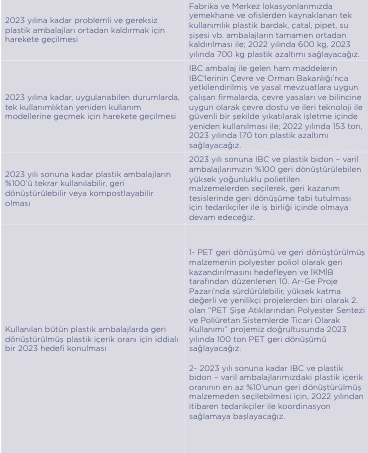 2023 yılına kadar problemli ve gereksiz
plastik ambalajları ortadan kaldırmak için
harekete geçilmesi
Fabrika ve Merkez lokasyonlarımızda
yemekhane ve ofislerden kaynaklanan tek
kullanımlık plastik bardak, çatal, pipet, su
şişesi vb. ambalajların tamamen ortadan
kaldırılması ile; 2022 yılında 600 kg, 2023
yılında 700 kg plastik azaltımı sağlayacağız.
2023 yılına kadar, uygulanabilen durumlarda,
tek kullanımlıktan yeniden kullanım
modellerine geçmek için harekete geçilmesi
IBC ambalaj ile gelen ham maddelerin
IBC'lerinin Çevre ve Orman Bakanlığı'nca
yetkilendirilmiş ve yasal mevzuatlara uygun
çalışan firmalarda, çevre yasaları ve bilincine
uygun olarak çevre dostu ve ileri teknoloji ile
güvenli bir şekilde yıkatılarak işletme içinde
yeniden kullanılması ile; 2022 yılında 153 ton,
2023 yılında 170 ton plastik azaltımı
sağlayacağız.
2023 yılı sonuna kadar plastik ambalajların
%100'ü tekrar kullanılabilir, geri
dönüştürülebilir veya kompostlayabilir
olması
2023 yılı sonuna IBC ve plastik bidon – varil
ambalajlarımızın %100 geri dönüştürülebilen
yüksek yoğunluklu polietilen
malzemelerden seçilerek, geri kazanım
tesislerinde geri dönüşüme tabi tutulması
için tedarikçiler ile iş birliği içinde olmaya
devam edeceğiz.
Kullanılan bütün plastik ambalajlarda geri
dönüştürülmüş plastik içerik oranı için iddialı
bir 2023 hedefi konulması
1- PET geri dönüşümü ve geri dönüştürülmüş
malzemenin polyester poliol olarak geri
kazandırılmasını hedefleyen ve İKMİB
tarafından düzenlenen 10. Ar-Ge Proje
Pazarı'nda sürdürülebilir, yüksek katma
değerli ve yenilikçi projelerden biri olarak 2.
olan "PET Şişe Atıklarından Polyester Sentezi
ve Poliüretan Sistemlerde Ticari Olarak
Kullanımı" projemiz doğrultusunda 2023
yılında 100 ton PET geri dönüşümü
sağlayacağız.
2- 2023 yılı sonuna kadar IBC ve plastik
bidon – varil ambalajlarımızdaki plastik içerik
oranının en az %10'unun geri dönüştürülmüş
malzemeden seçilebilmesi için, 2022 yılından
itibaren tedarikçiler ile koordinasyon
sağlamaya başlayacağız.